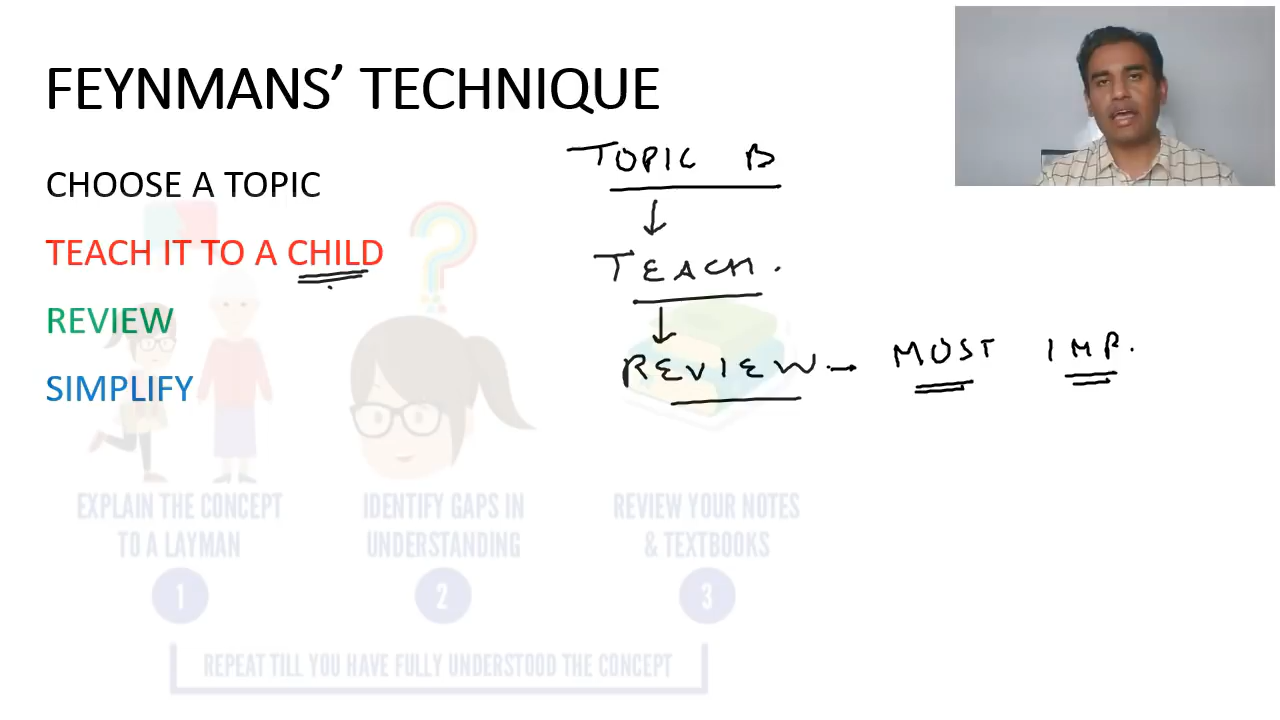 FEYNMANS’ TECHNIQUE
CHOOSE A TOPIC
TEACH IT TO A CHILD
REVIEW
SIMPLIFY
TOPIC B
TEACH.
REVIEW → MOST IMP.
EXPLAIN THE CONCEPT
TO A LAYMAN
1
IDENTIFY GAPS IN
UNDERSTANDING
2
REVIEW YOUR NOTES
& TEXTBOOKS
3
REPEAT TILL YOU HAVE FULLY UNDERSTOOD THE CONCEPT